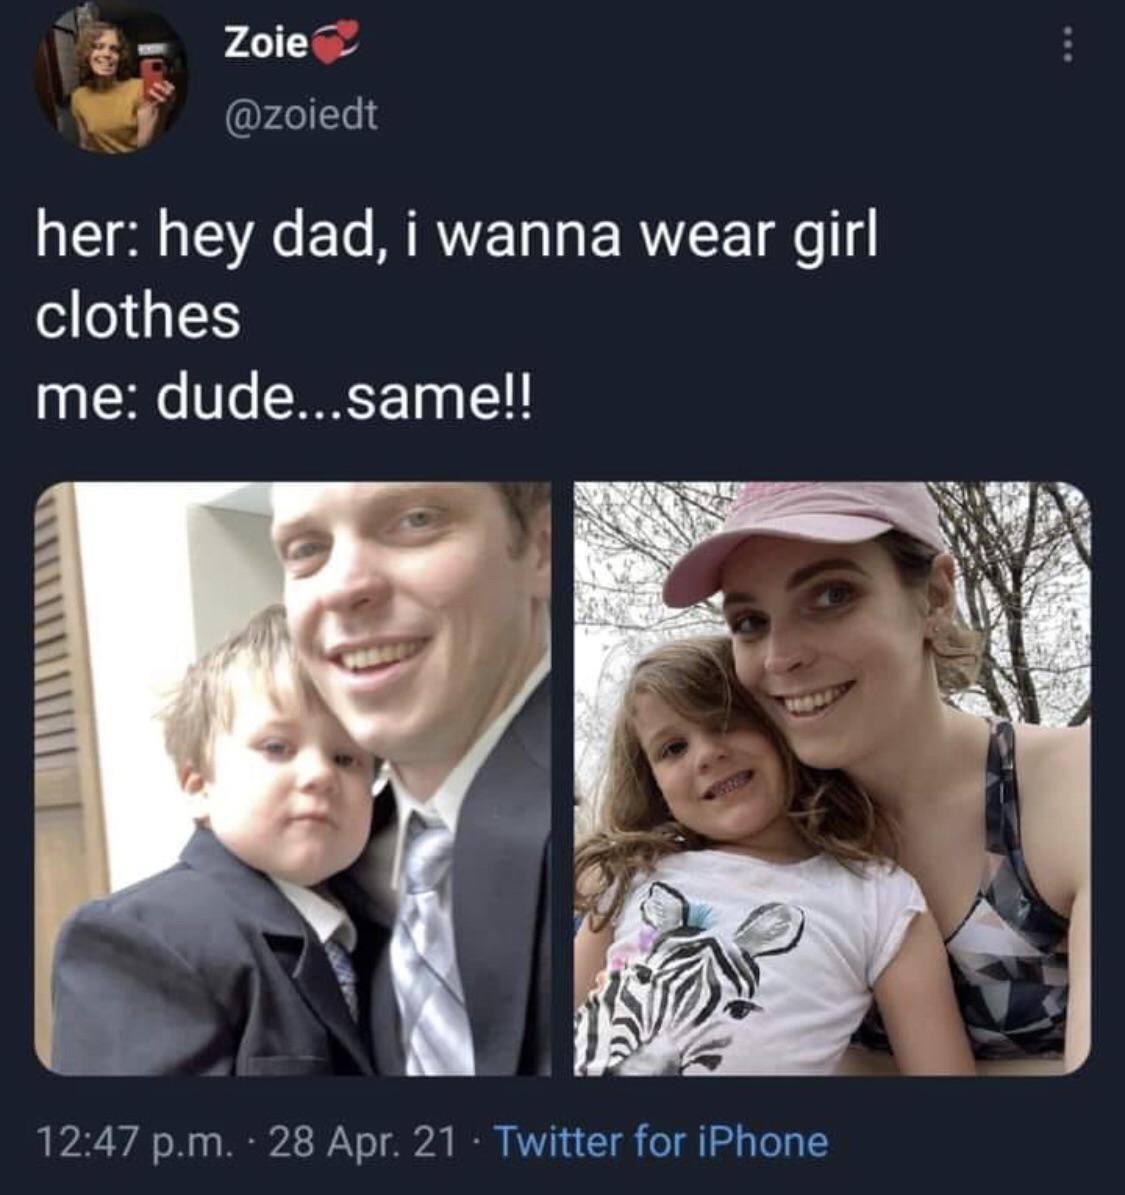 Zoie💞
@zoiedt
her: hey dad, i wanna wear girl
clothes
me: dude...same!!
12:47 p.m. · 28 Apr. 21 · Twitter for iPhone